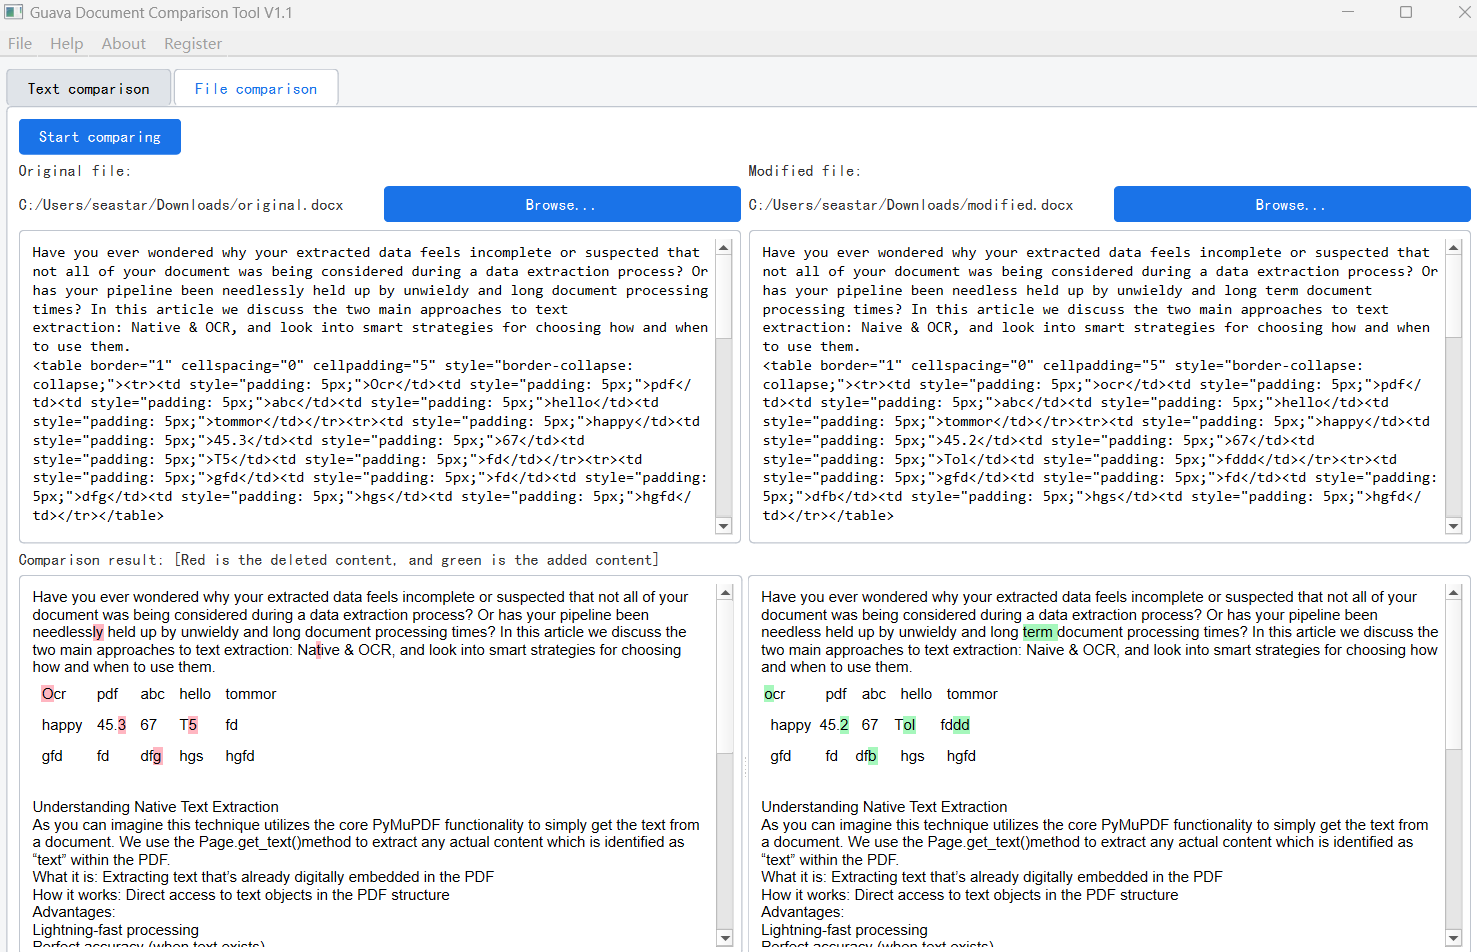 Guava Document Comparison Tool V1.1
File Help About Register
Text comparison File comparison
Start comparing
Original file:
C:/Users/seastar/Downloads/original.docx Browse...
Have you ever wondered why your extracted data feels incomplete or suspected that
not all of your document was being considered during a data extraction process? Or
has your pipeline been needlessly held up by unwieldy and long document processing
times? In this article we discuss the two main approaches to text
extraction: Native & OCR, and look into smart strategies for choosing how and when
to use them.
<table border="1" cellspacing="0" cellpadding="5" style="border-collapse:
collapse;"><tr><td style="padding: 5px;">Ocr</td><td style="padding: 5px;">pdf</
td><td style="padding: 5px;">abc</td><td style="padding: 5px;">hello</td><td
style="padding: 5px;">tommor</td></tr><tr><td style="padding: 5px;">happy</td><td
style="padding: 5px;">45.3</td><td style="padding: 5px;">67</td><td
style="padding: 5px;">T5</td><td style="padding: 5px;">fd</td></tr><tr><td
style="padding: 5px;">gfd</td><td style="padding: 5px;">fd</td><td style="padding:
5px;">dfg</td><td style="padding: 5px;">hgs</td><td style="padding: 5px;">hgfd</
td></tr></table>
Modified file:
C:/Users/seastar/Downloads/modified.docx Browse...
Have you ever wondered why your extracted data feels incomplete or suspected that
not all of your document was being considered during a data extraction process? Or
has your pipeline been needless held up by unwieldy and long term document
processing times? In this article we discuss the two main approaches to text
extraction: Naive & OCR, and look into smart strategies for choosing how and when
to use them.
<table border="1" cellspacing="0" cellpadding="5" style="border-collapse:
collapse;"><tr><td style="padding: 5px;">ocr</td><td style="padding: 5px;">pdf</
td><td style="padding: 5px;">abc</td><td style="padding: 5px;">hello</td><td
style="padding: 5px;">tommor</td></tr><tr><td style="padding: 5px;">happy</td><td
style="padding: 5px;">45.2</td><td style="padding: 5px;">67</td><td
style="padding: 5px;">Tol</td><td style="padding: 5px;">fddd</td></tr><tr><td
style="padding: 5px;">gfd</td><td style="padding: 5px;">fd</td><td style="padding:
5px;">dfb</td><td style="padding: 5px;">hgs</td><td style="padding: 5px;">hgfd</
td></tr></table>
Comparison result: [Red is the deleted content, and green is the added content]
Have you ever wondered why your extracted data feels incomplete or suspected that not all of your
document was being considered during a data extraction process? Or has your pipeline been
needlessly held up by unwieldy and long document processing times? In this article we discuss the
two main approaches to text extraction: Native & OCR, and look into smart strategies for choosing
how and when to use them.
Ocr pdf abc hello tommor
happy 45.3 67 T5 fd
gfd fd dfg hgs hgfd
Understanding Native Text Extraction
As you can imagine this technique utilizes the core PyMuPDF functionality to simply get the text from
a document. We use the Page.get_text()method to extract any actual content which is identified as
“text” within the PDF.
What it is: Extracting text that’s already digitally embedded in the PDF
How it works: Direct access to text objects in the PDF structure
Advantages:
Lightning-fast processing
Perfect accuracy (when text exists)
Have you ever wondered why your extracted data feels incomplete or suspected that not all of your
document was being considered during a data extraction process? Or has your pipeline been
needless held up by unwieldy and long term document processing times? In this article we discuss the
two main approaches to text extraction: Naive & OCR, and look into smart strategies for choosing how
and when to use them.
ocr pdf abc hello tommor
happy 45.2 67 Tol fddd
gfd fd dfb hgs hgfd
Understanding Native Text Extraction
As you can imagine this technique utilizes the core PyMuPDF functionality to simply get the text from
a document. We use the Page.get_text()method to extract any actual content which is identified as
“text” within the PDF.
What it is: Extracting text that’s already digitally embedded in the PDF
How it works: Direct access to text objects in the PDF structure
Advantages:
Lightning-fast processing
Perfect accuracy (when text exists)